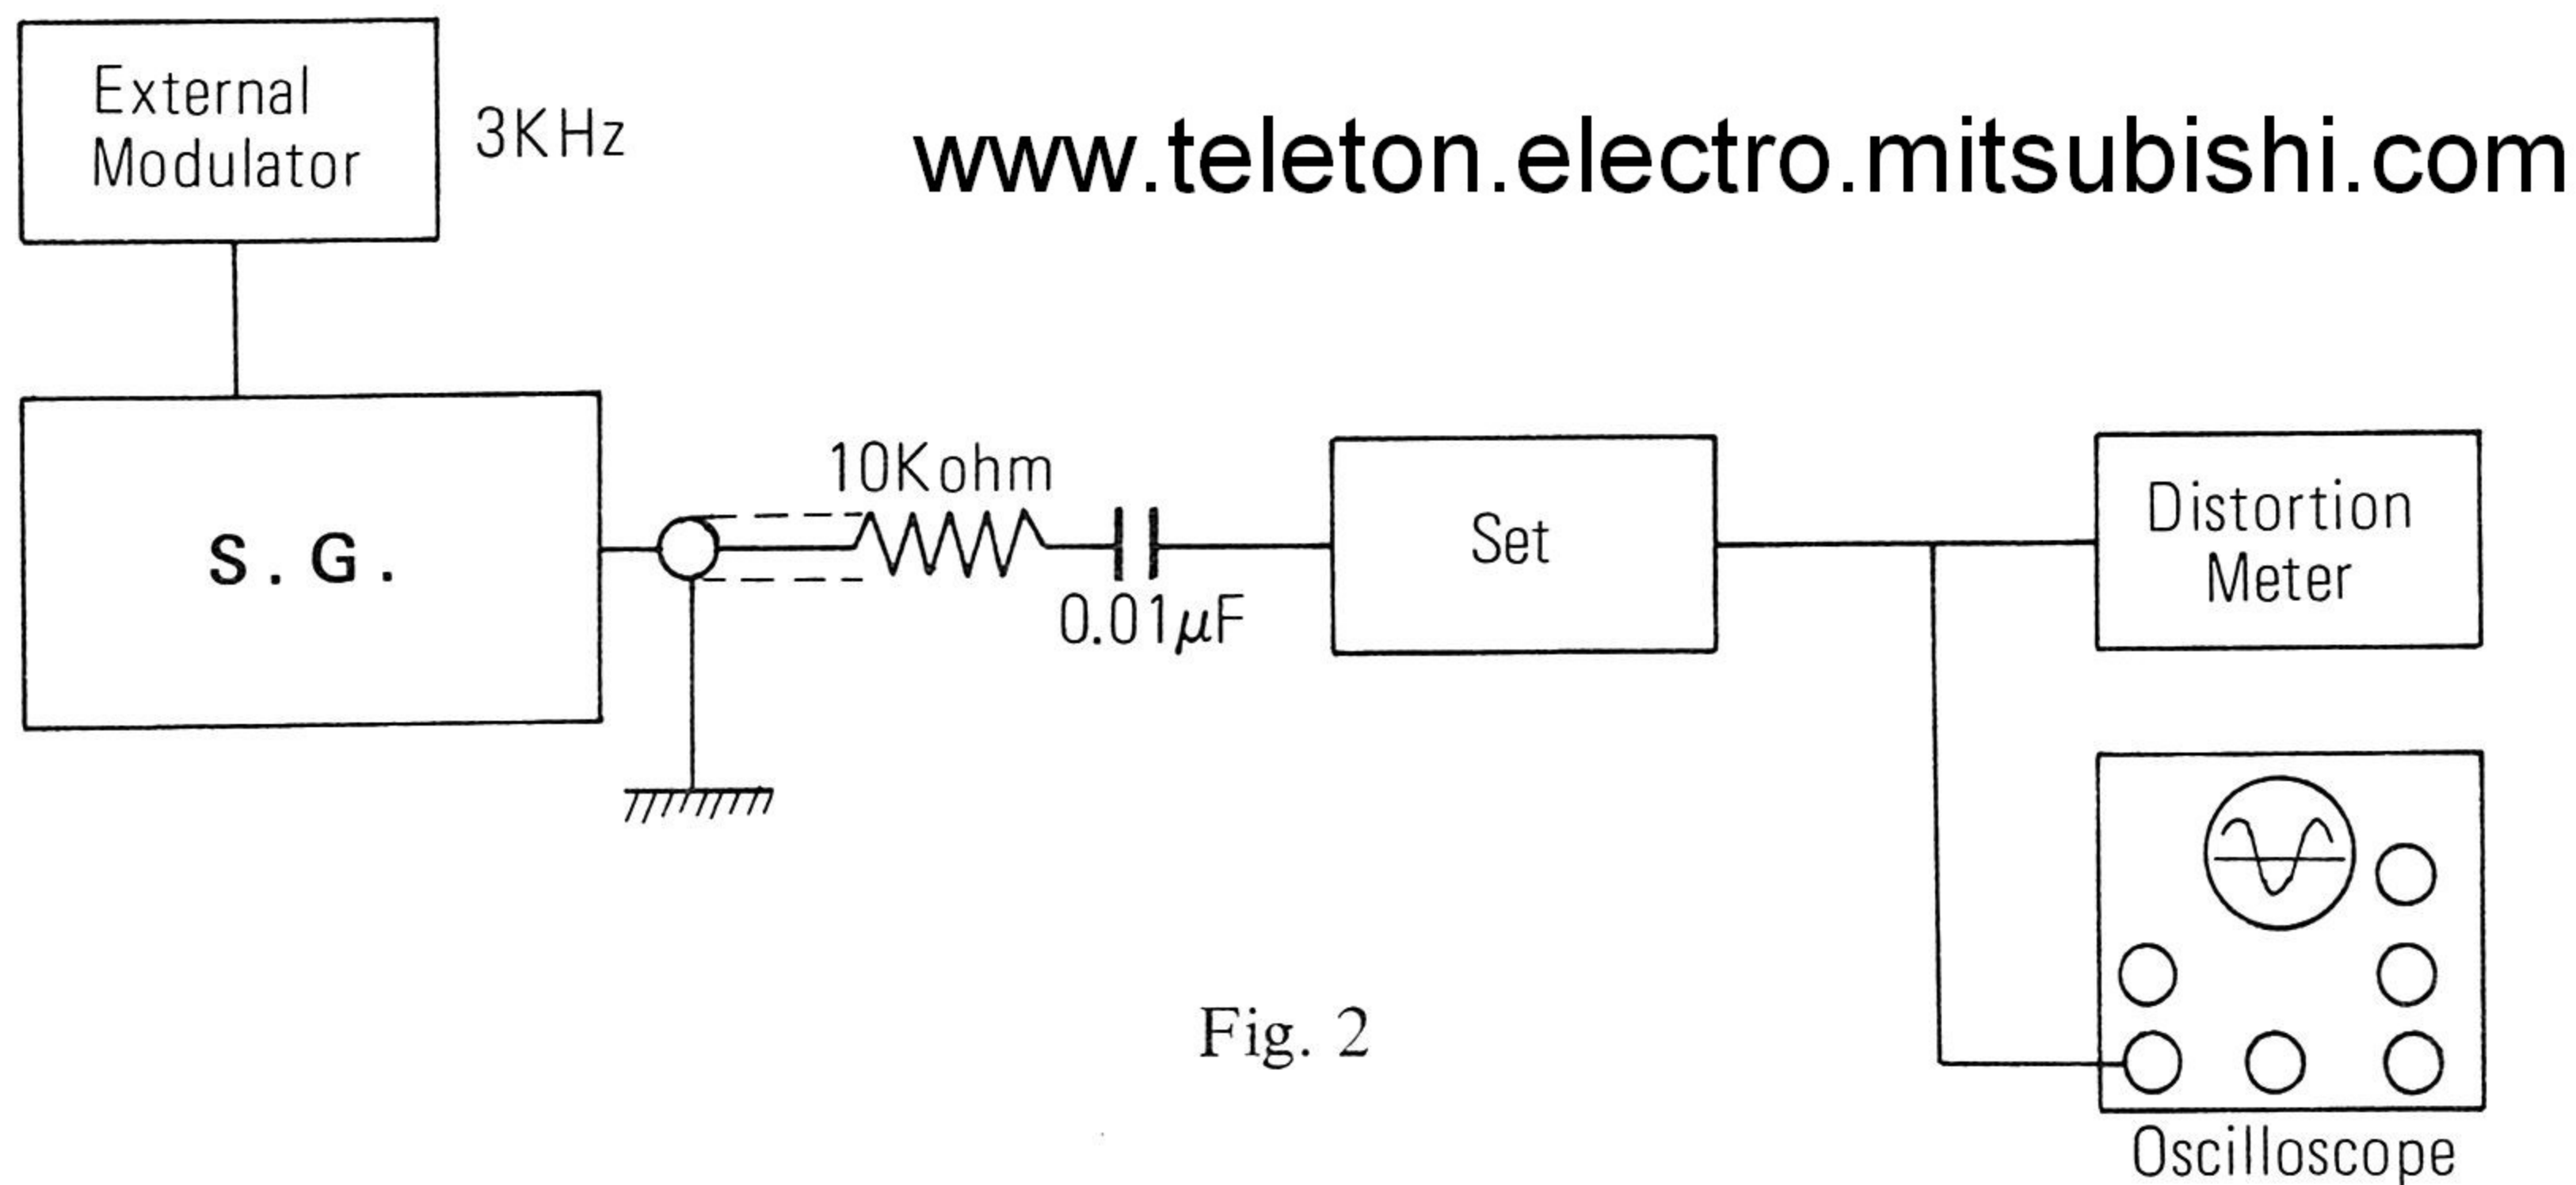 External
Modulator
3KHz
www.teleton.electro.mitsubishi.com
S.G.
10Kohm
0.01μF
Set
Distortion
Meter
Fig. 2
Oscilloscope